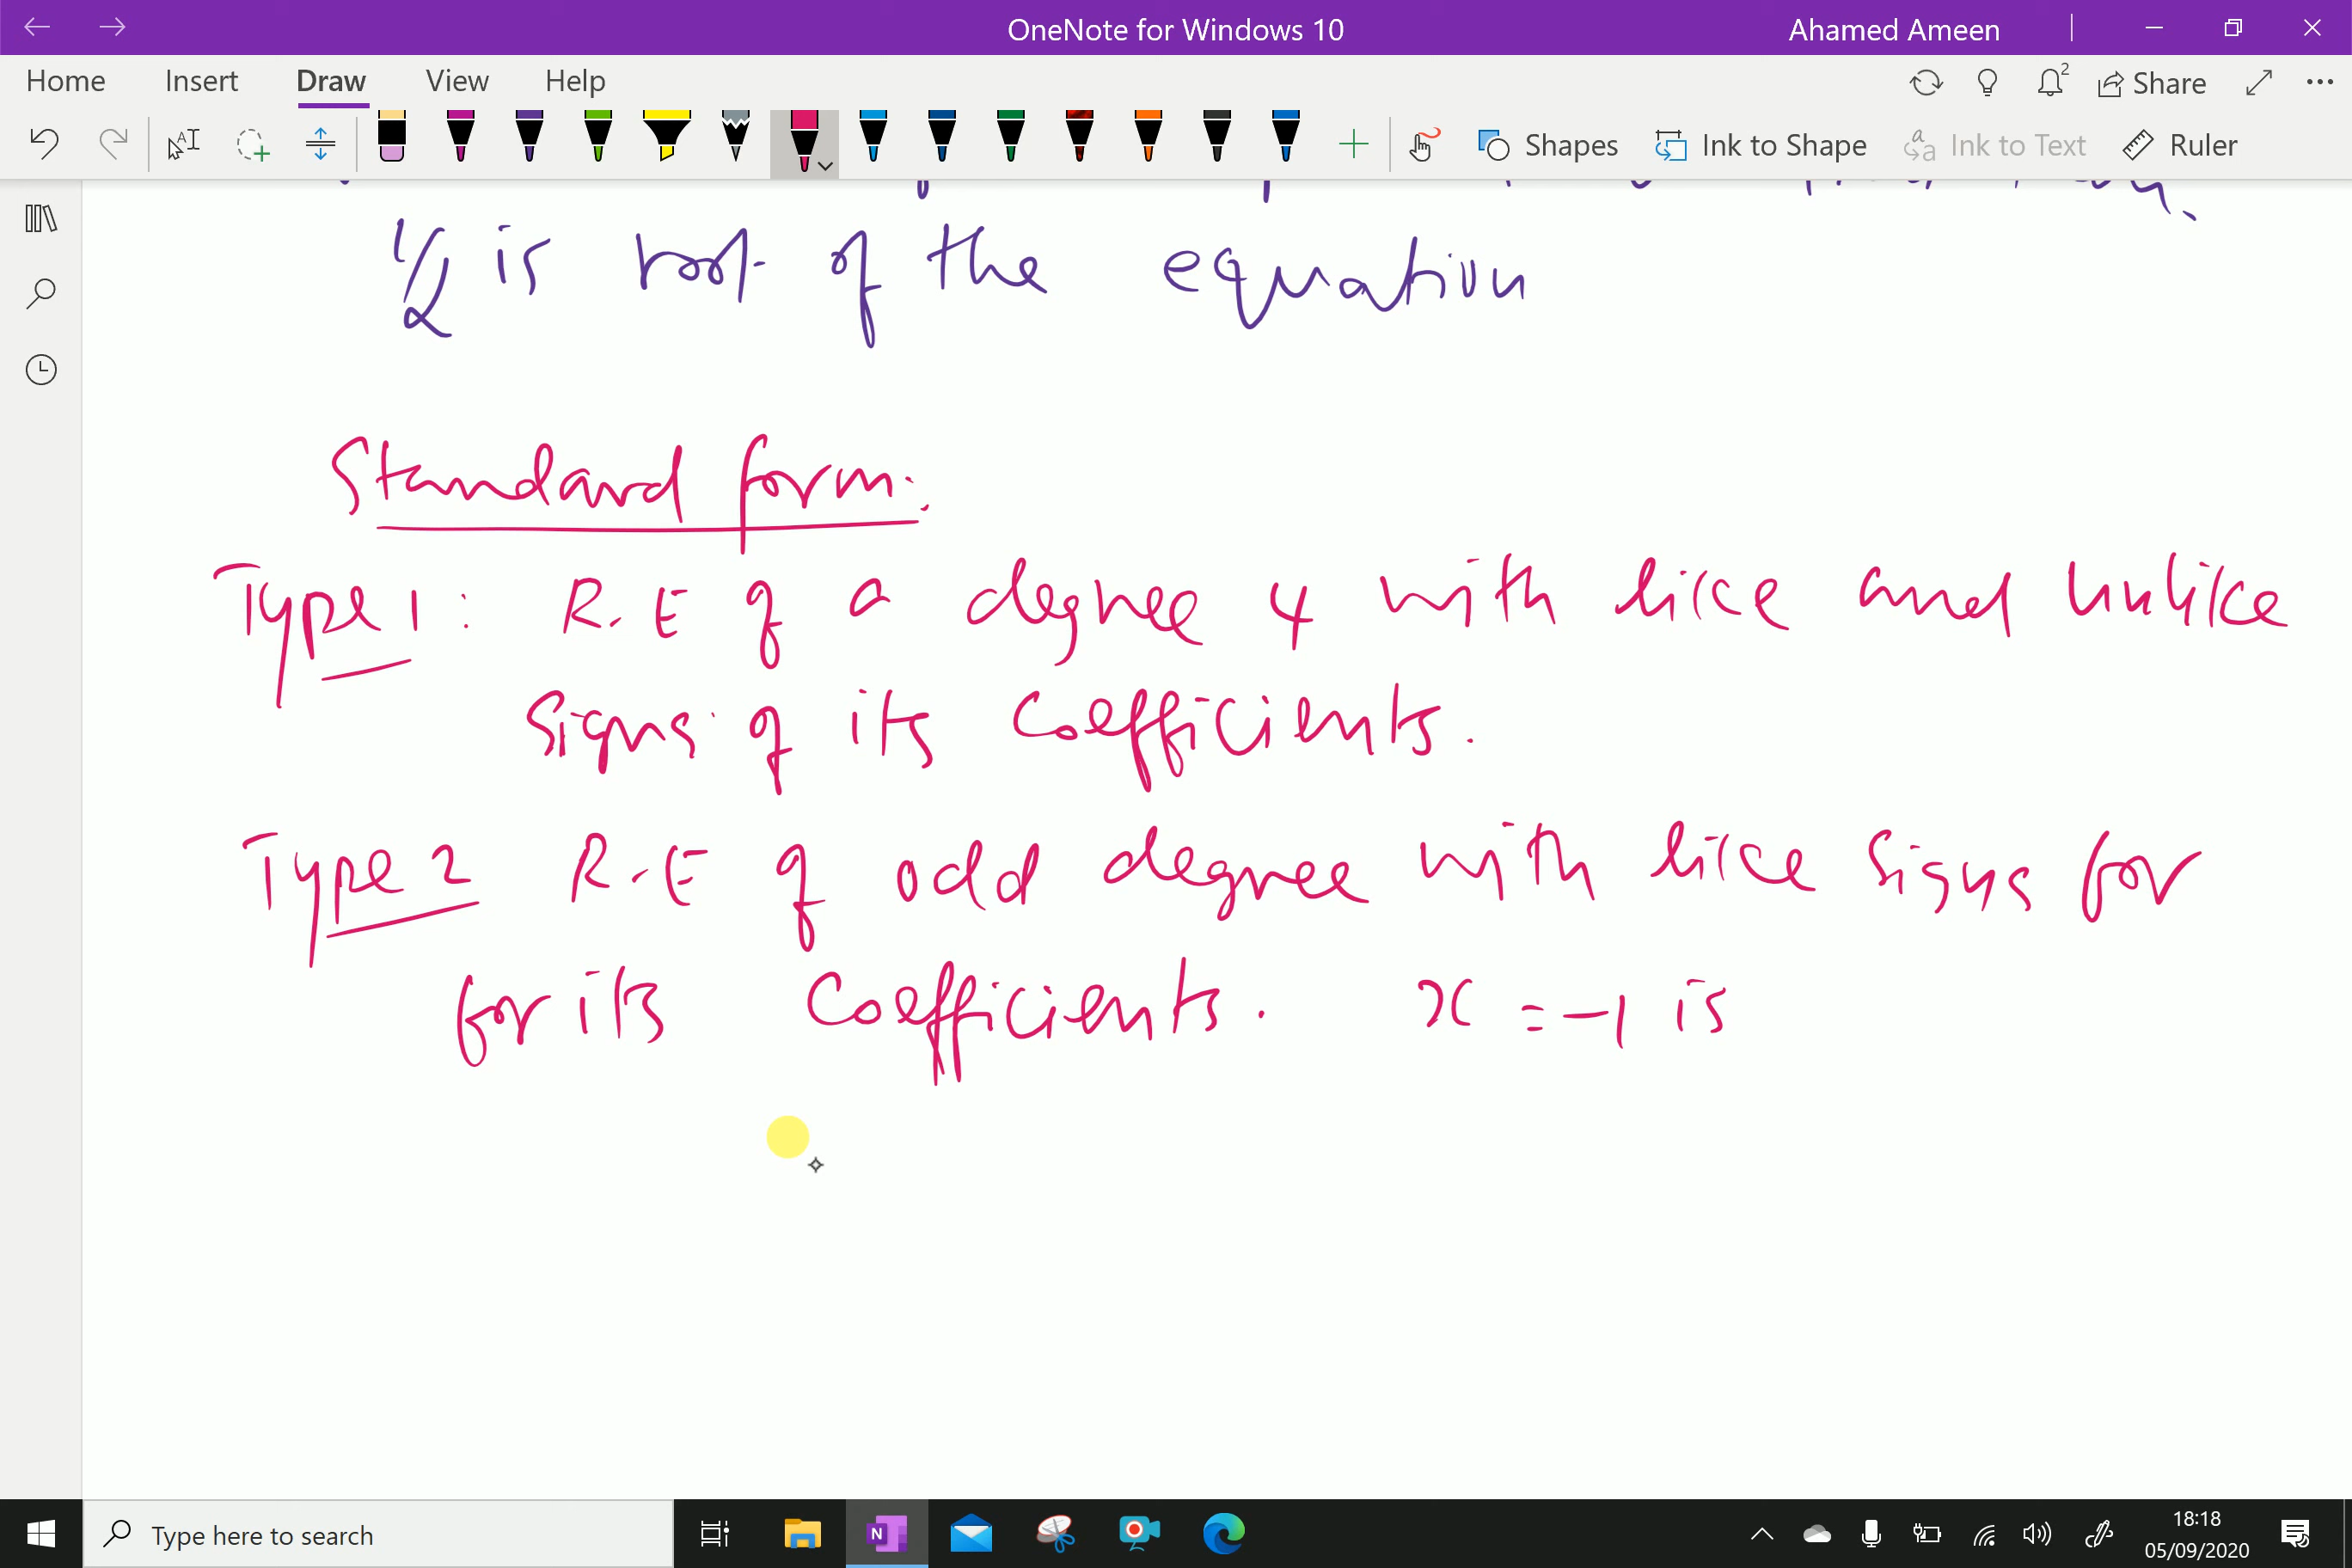 OneNote for Windows 10
Ahamed Ameen
Home Insert Draw View Help
2 Share
Shapes Ink to Shape Ink to Text Ruler
1/α is root of the equation
Standard form:
Type 1: R.E of a degree 4 with like and unlike
signs of its coefficients.
Type 2 R.E of odd degree with like signs for
for its coefficients. x = -1 is
Type here to search
18:18
05/09/2020